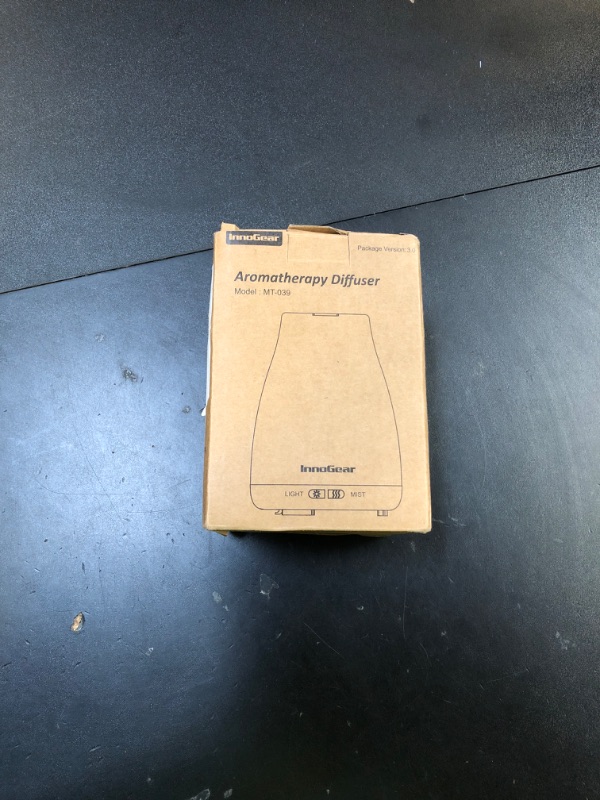 InnoGear
Package Version:3.0
Aromatherapy Diffuser
Model : MT-039
InnoGear
LIGHT MIST